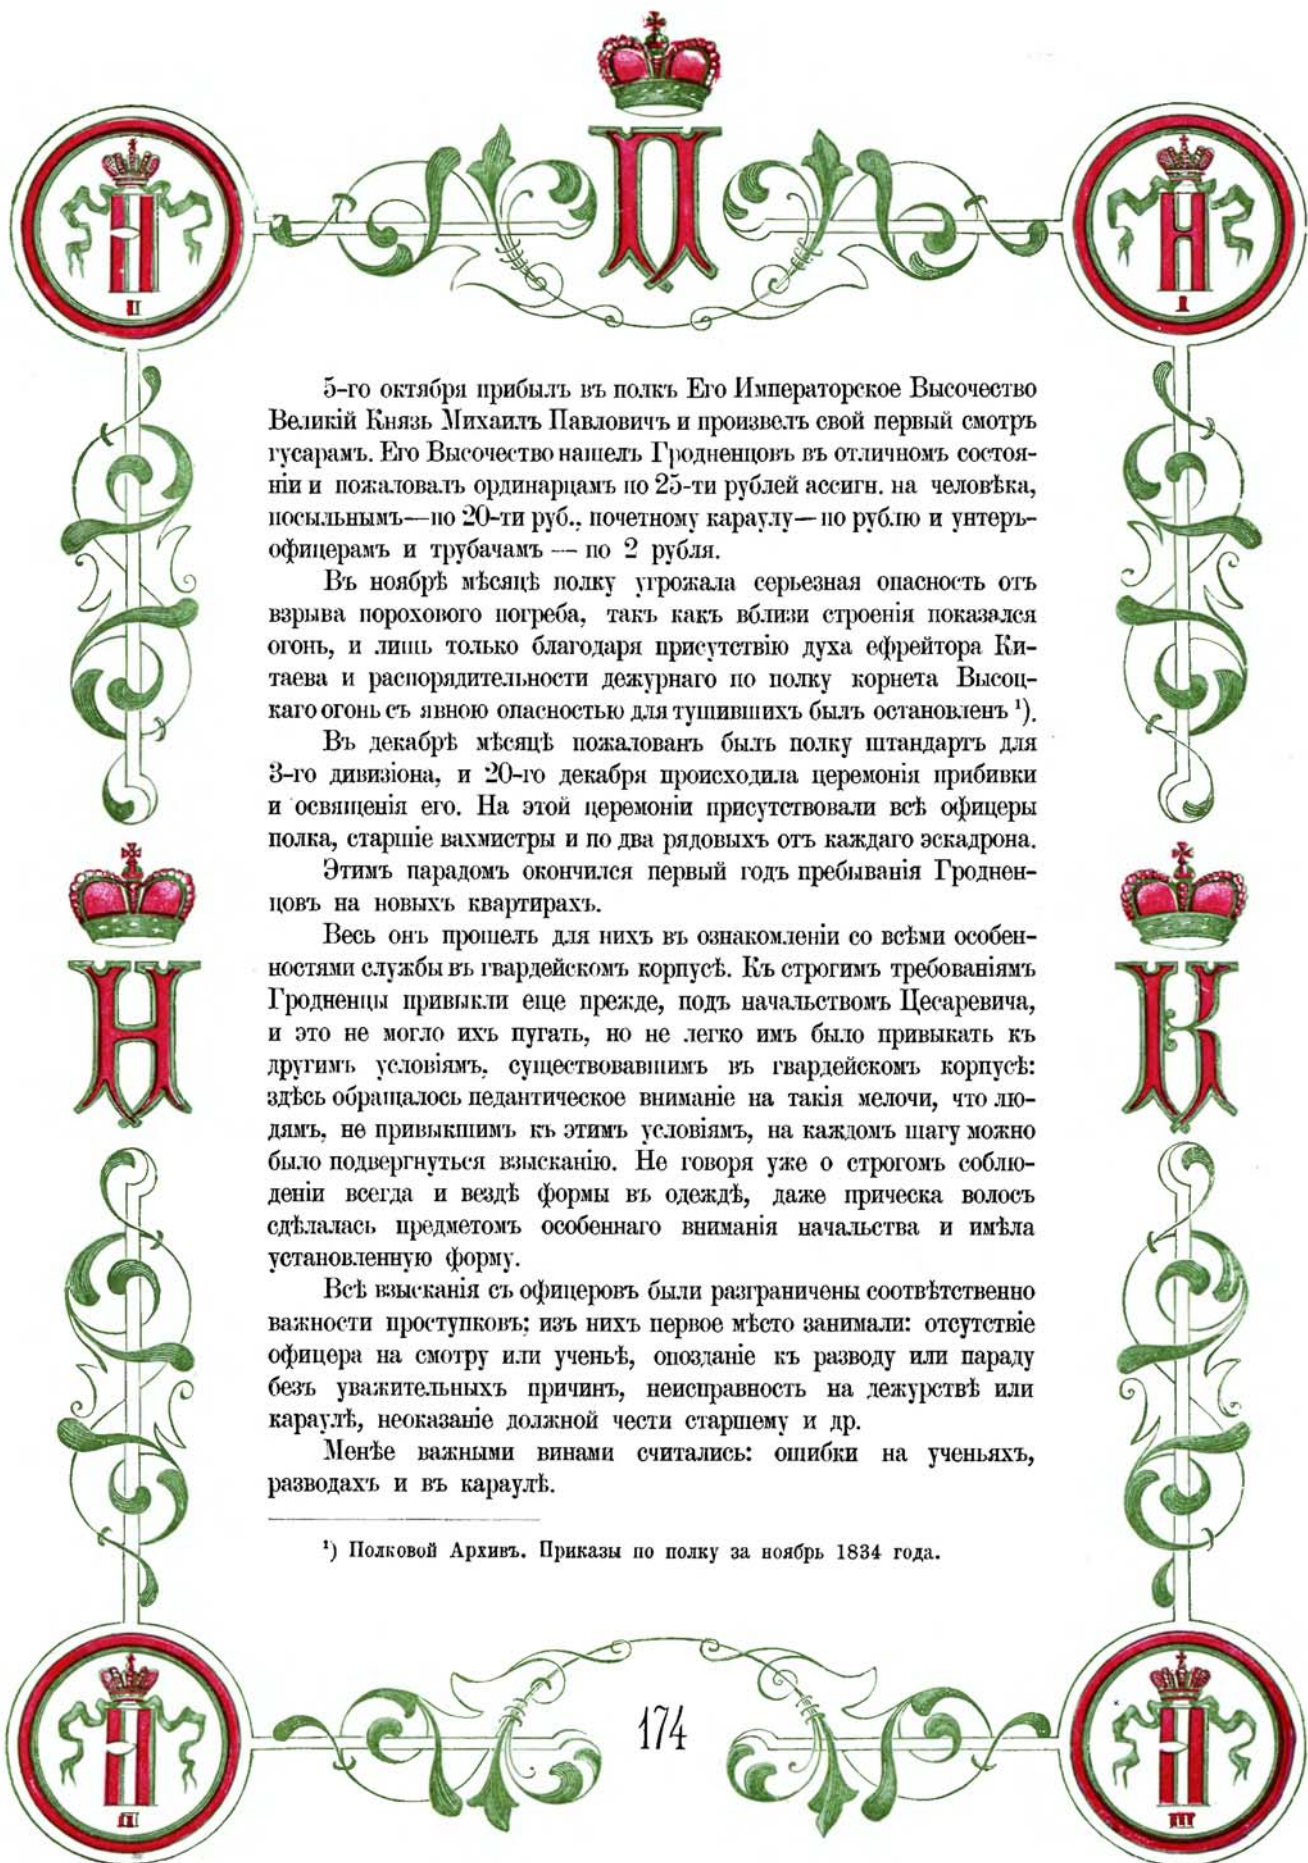 П
II
I
5-го октября прибылъ въ полкъ Его Императорское Высочество
Великій Князь Михаилъ Павловичъ и произвелъ свой первый смотръ
гусарамъ. Его Высочество нашелъ Гродненцовъ въ отличномъ состоя-
ніи и пожаловалъ ординарцамъ по 25-ти рублей ассигн. на человѣка,
посыльнымъ—по 20-ти руб., почетному караулу—по рублю и унтеръ-
офицерамъ и трубачамъ — по 2 рубля.
Въ ноябрѣ мѣсяцѣ полку угрожала серьезная опасность отъ
взрыва пороховаго погреба, такъ какъ вблизи строенія показался
огонь, и лишь только благодаря присутствію духа ефрейтора Ки-
таева и распорядительности дежурнаго по полку корнета Высоц-
каго огонь съ явною опасностью для тушившихъ былъ остановленъ ¹).
Въ декабрѣ мѣсяцѣ пожалованъ былъ полку штандартъ для
3-го дивизіона, и 20-го декабря происходила церемонія прибивки
и освященія его. На этой церемоніи присутствовали всѣ офицеры
полка, старшіе вахмистры и по два рядовыхъ отъ каждаго эскадрона.
Этимъ парадомъ окончился первый годъ пребыванія Гроднен-
цовъ на новыхъ квартирахъ.
Весь онъ прошелъ для нихъ въ ознакомленіи со всѣми особен-
ностями службы въ гвардейскомъ корпусѣ. Къ строгимъ требованіямъ
Гродненцы привыкли еще прежде, подъ начальствомъ Цесаревича,
и это не могло ихъ пугать, но не легко имъ было привыкать къ
другимъ условіямъ, существовавшимъ въ гвардейскомъ корпусѣ:
здѣсь обращалось педантическое вниманіе на такія мелочи, что лю-
дямъ, не привыкшимъ къ этимъ условіямъ, на каждомъ шагу можно
было подвергнуться взысканію. Не говоря уже о строгомъ соблю-
деніи всегда и вездѣ формы въ одеждѣ, даже прическа волосъ
сдѣлалась предметомъ особеннаго вниманія начальства и имѣла
установленную форму.
Всѣ взысканія съ офицеровъ были разграничены соотвѣтственно
важности проступковъ; изъ нихъ первое мѣсто занимали: отсутствіе
офицера на смотру или ученьѣ, опозданіе къ разводу или параду
безъ уважительныхъ причинъ, неисправность на дежурствѣ или
караулѣ, неоказаніе должной чести старшему и др.
Менѣе важными винами считались: ошибки на ученьяхъ,
разводахъ и въ караулѣ.
¹) Полковой Архивъ. Приказы по полку за ноябрь 1834 года.
Н
К
II
III
174